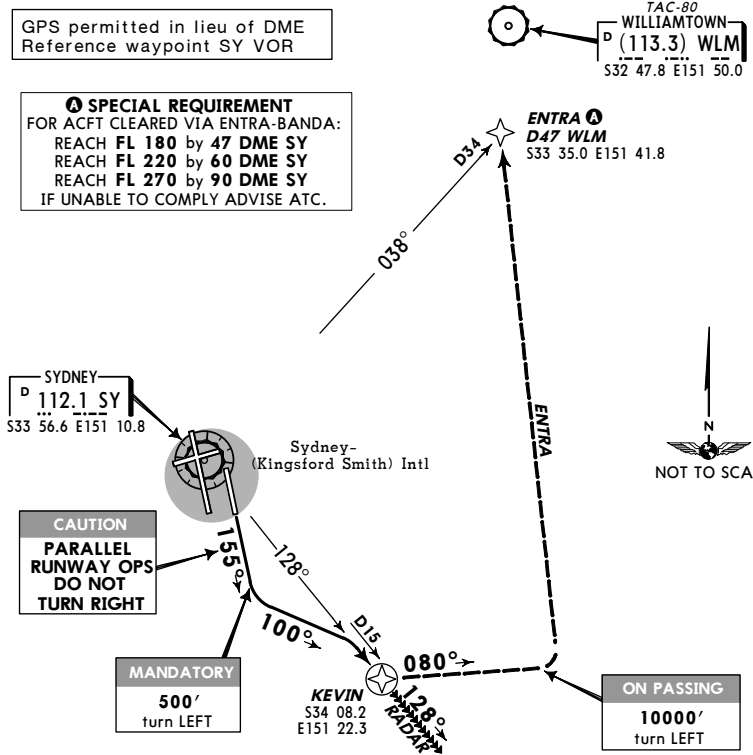 GPS permitted in lieu of DME
Reference waypoint SY VOR
TAC-80
WILLIAMTOWN
D (113.3) WLM
S32 47.8 E151 50.0
A SPECIAL REQUIREMENT
FOR ACFT CLEARED VIA ENTRA-BANDA:
REACH FL 180 by 47 DME SY
REACH FL 220 by 60 DME SY
REACH FL 270 by 90 DME SY
IF UNABLE TO COMPLY ADVISE ATC.
ENTRA A
D47 WLM
S33 35.0 E151 41.8
D34
038°
SYDNEY
D 112.1 SY
S33 56.6 E151 10.8
ENTRA
Sydney-
(Kingsford Smith) Intl
N
NOT TO SCA
CAUTION
PARALLEL
RUNWAY OPS
DO NOT
TURN RIGHT
155°
128°
100°
D15
080°
MANDATORY
500'
turn LEFT
KEVIN
S34 08.2
E151 22.3
128°
RADAR
ON PASSING
10000'
turn LEFT